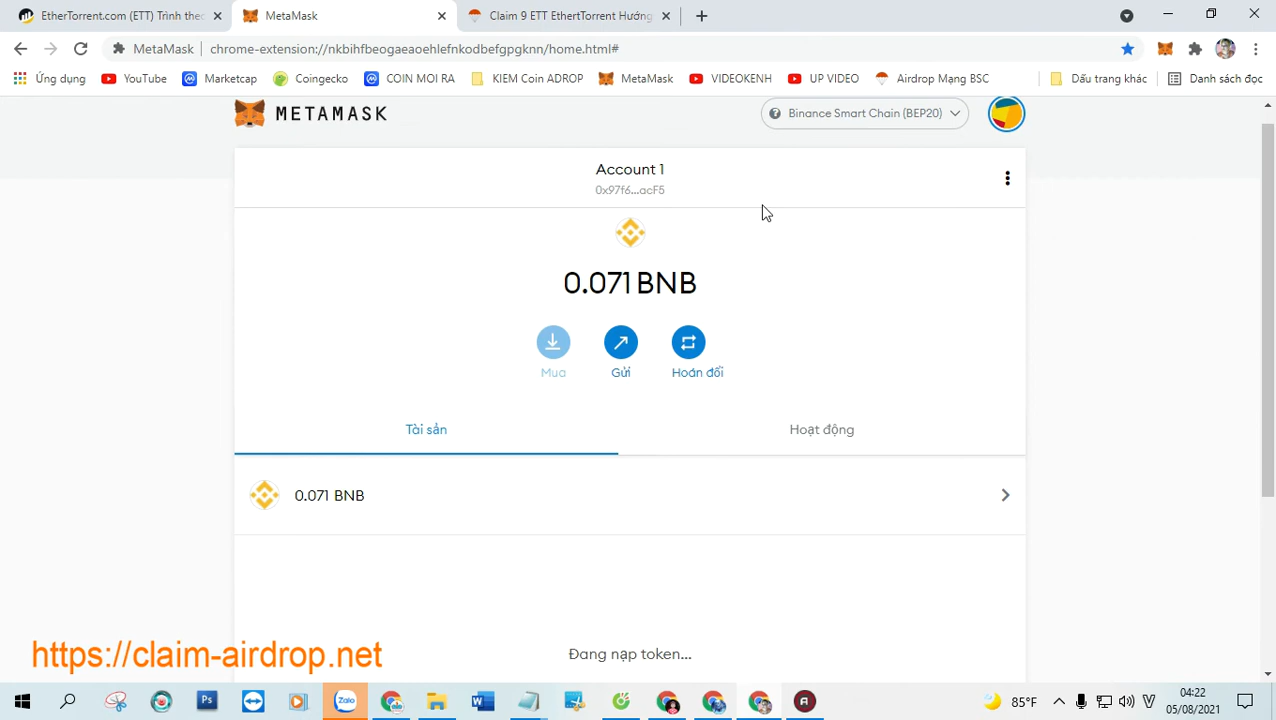 EtherTorrent.com (ETT) Trình theo
MetaMask
Claim 9 ETT EthertTorrent Hướng
MetaMask
chrome-extension://nkbihfbeogaeaoehlefnkodbefgpgknn/home.html#
Ứng dụng
YouTube
Marketcap
Coingecko
COIN MOI RA
KIEM Coin ADROP
MetaMask
VIDEOKENH
UP VIDEO
Airdrop Mạng BSC
Dấu trang khác
Danh sách đọc
METAMASK
Binance Smart Chain (BEP20)
Account 1
0x97f6...acF5
0.071 BNB
Mua
Gửi
Hoán đổi
Tài sản
Hoạt động
0.071 BNB
Đang nạp token...
https://claim-airdrop.net
Ps
Zalo
W
A
85°F
V
04:22
05/08/2021